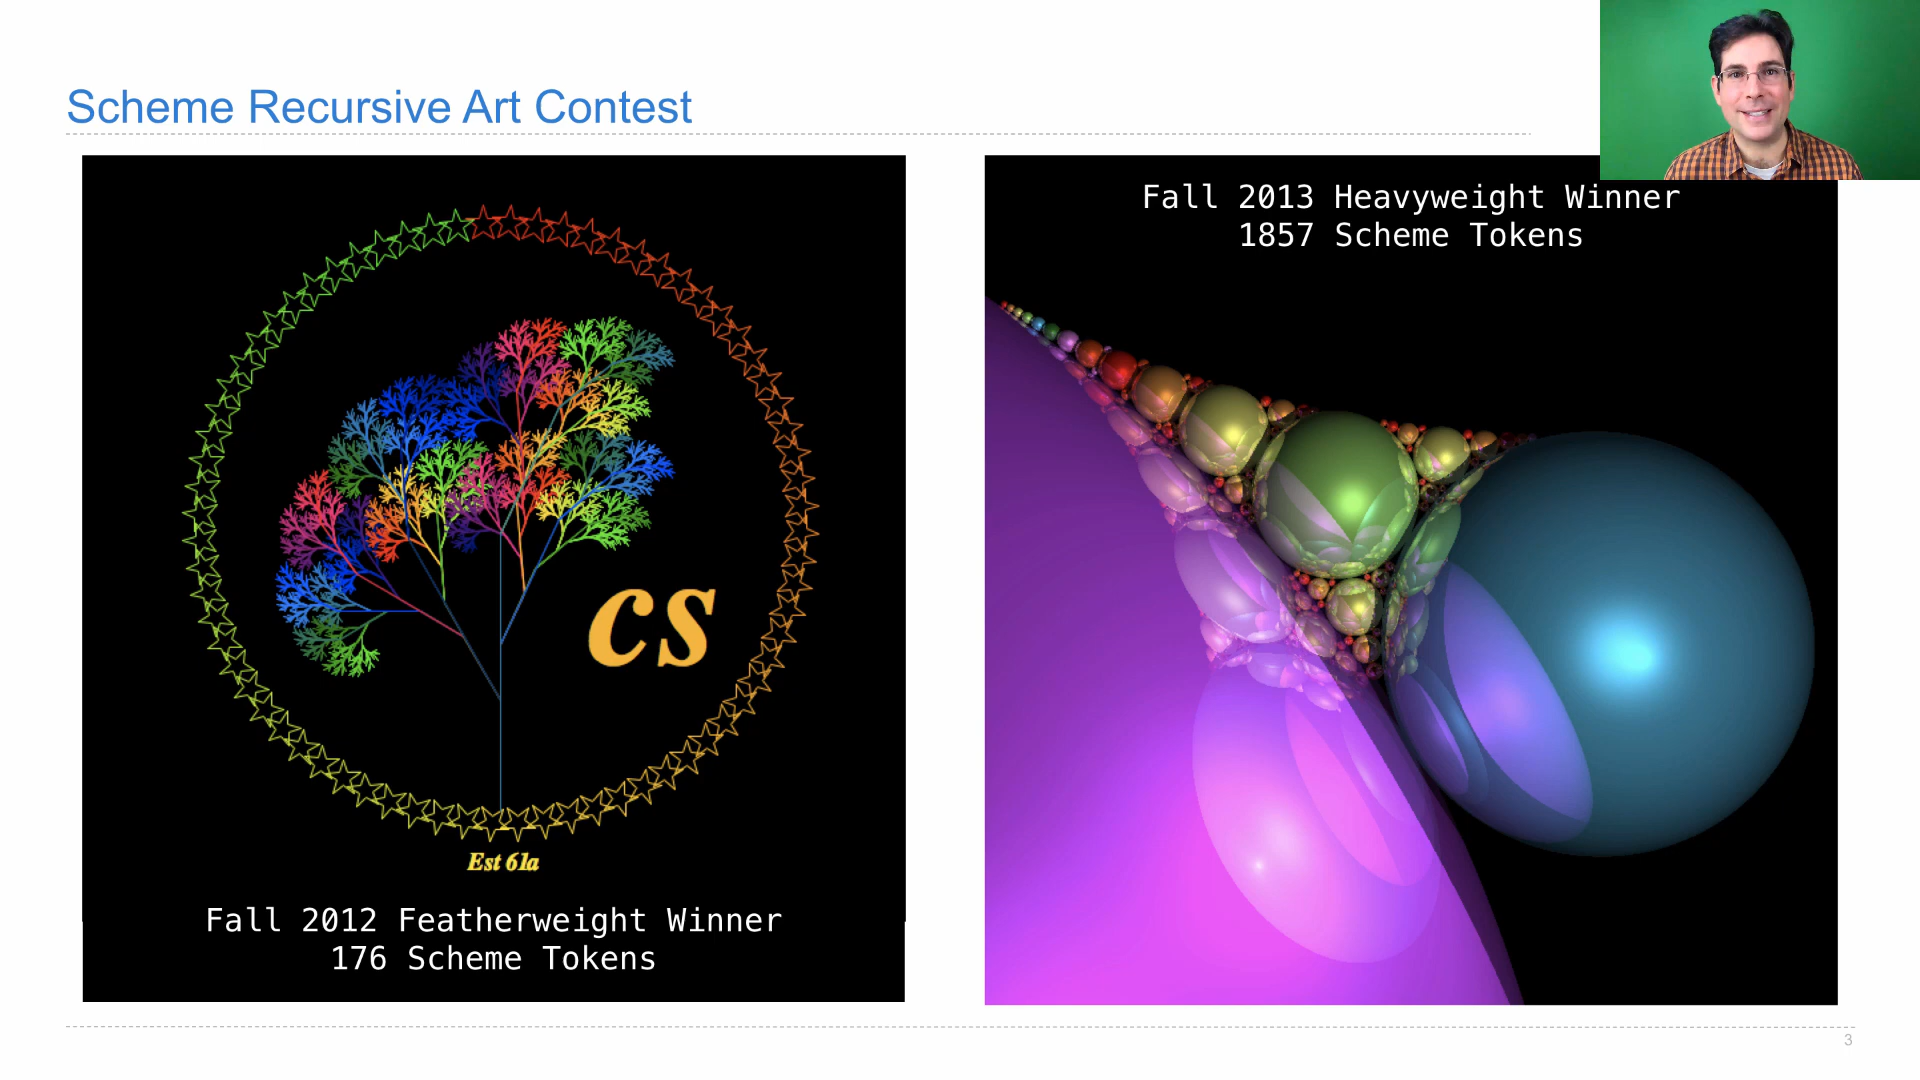 Scheme Recursive Art Contest
cs
Est 61a
Fall 2012 Featherweight Winner
176 Scheme Tokens
Fall 2013 Heavyweight Winner
1857 Scheme Tokens
3